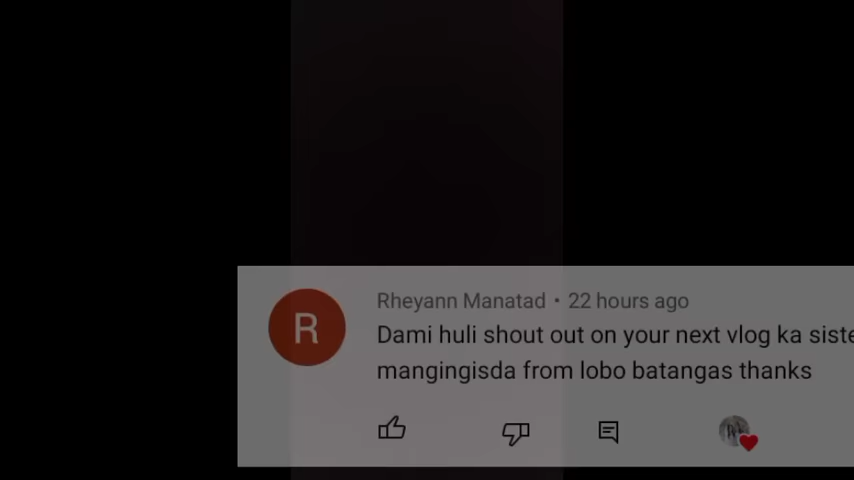 R
Rheyann Manatad • 22 hours ago
Dami huli shout out on your next vlog ka siste
mangingisda from lobo batangas thanks